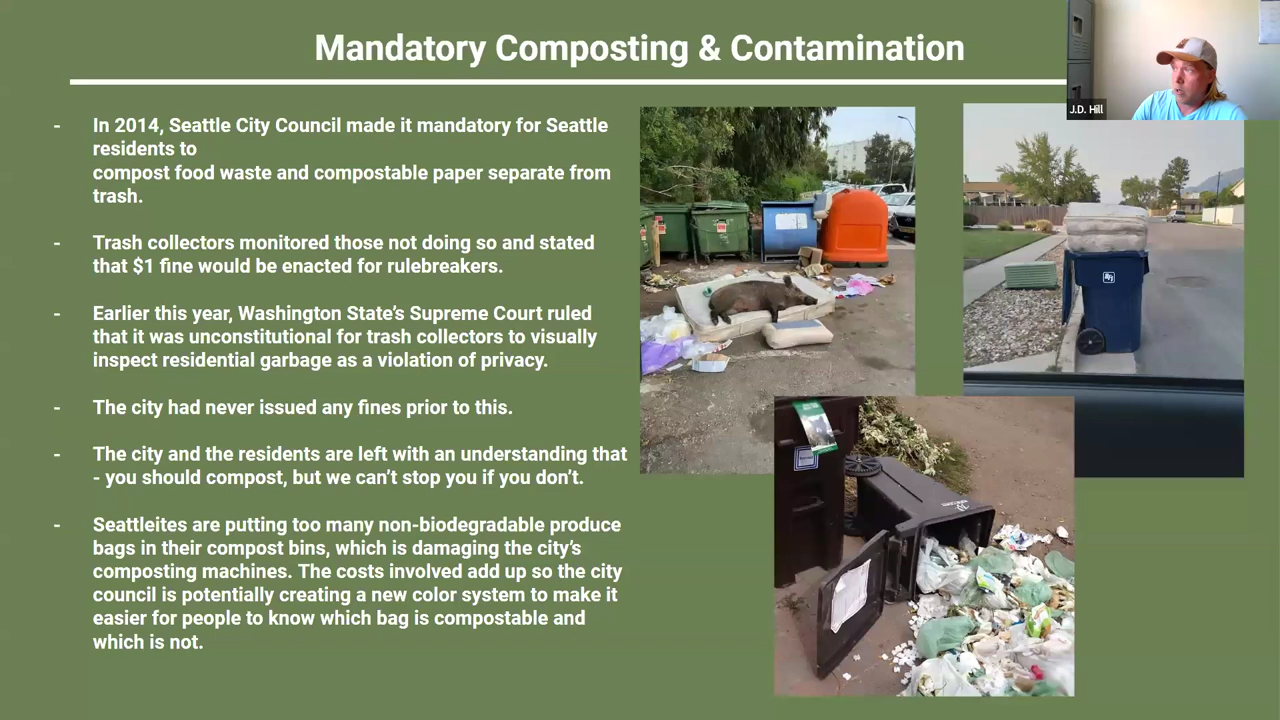 Mandatory Composting & Contamination
J.D. Hill
- In 2014, Seattle City Council made it mandatory for Seattle
residents to
compost food waste and compostable paper separate from
trash.
- Trash collectors monitored those not doing so and stated
that $1 fine would be enacted for rulebreakers.
- Earlier this year, Washington State’s Supreme Court ruled
that it was unconstitutional for trash collectors to visually
inspect residential garbage as a violation of privacy.
- The city had never issued any fines prior to this.
- The city and the residents are left with an understanding that
- you should compost, but we can’t stop you if you don’t.
- Seattleites are putting too many non-biodegradable produce
bags in their compost bins, which is damaging the city’s
composting machines. The costs involved add up so the city
council is potentially creating a new color system to make it
easier for people to know which bag is compostable and
which is not.